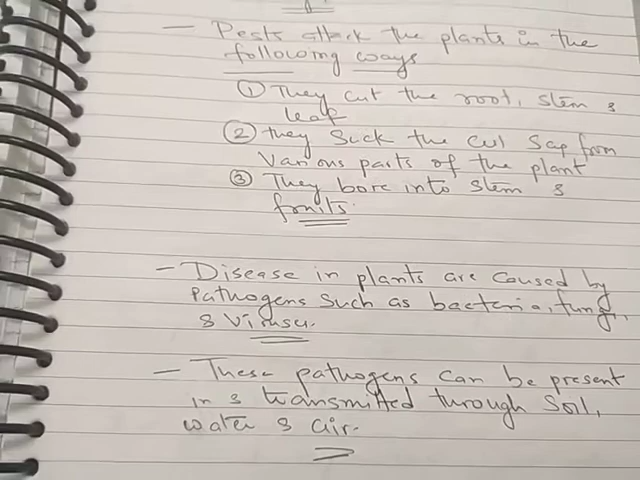 - Pests attack the plants in the
following ways
① They cut the root, stem &
leaf
② they suck the cell sap from
various parts of the plant
③ They bore into stem &
fruits.
- Disease in plants are caused by
pathogens such as bacteria, fungi,
& viruses.
- These pathogens can be present
in & transmitted through soil,
water & air.